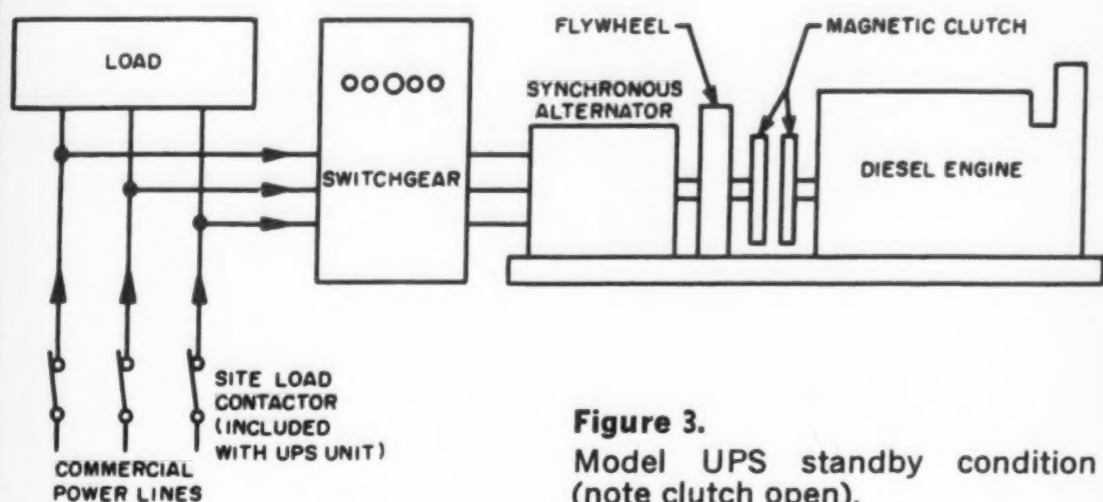 LOAD
SWITCHGEAR
SYNCHRONOUS
ALTERNATOR
FLYWHEEL
MAGNETIC CLUTCH
DIESEL ENGINE
SITE LOAD
CONTACTOR
(INCLUDED
WITH UPS UNIT)
COMMERCIAL
POWER LINES
Figure 3.
Model UPS standby condition
(note clutch open).